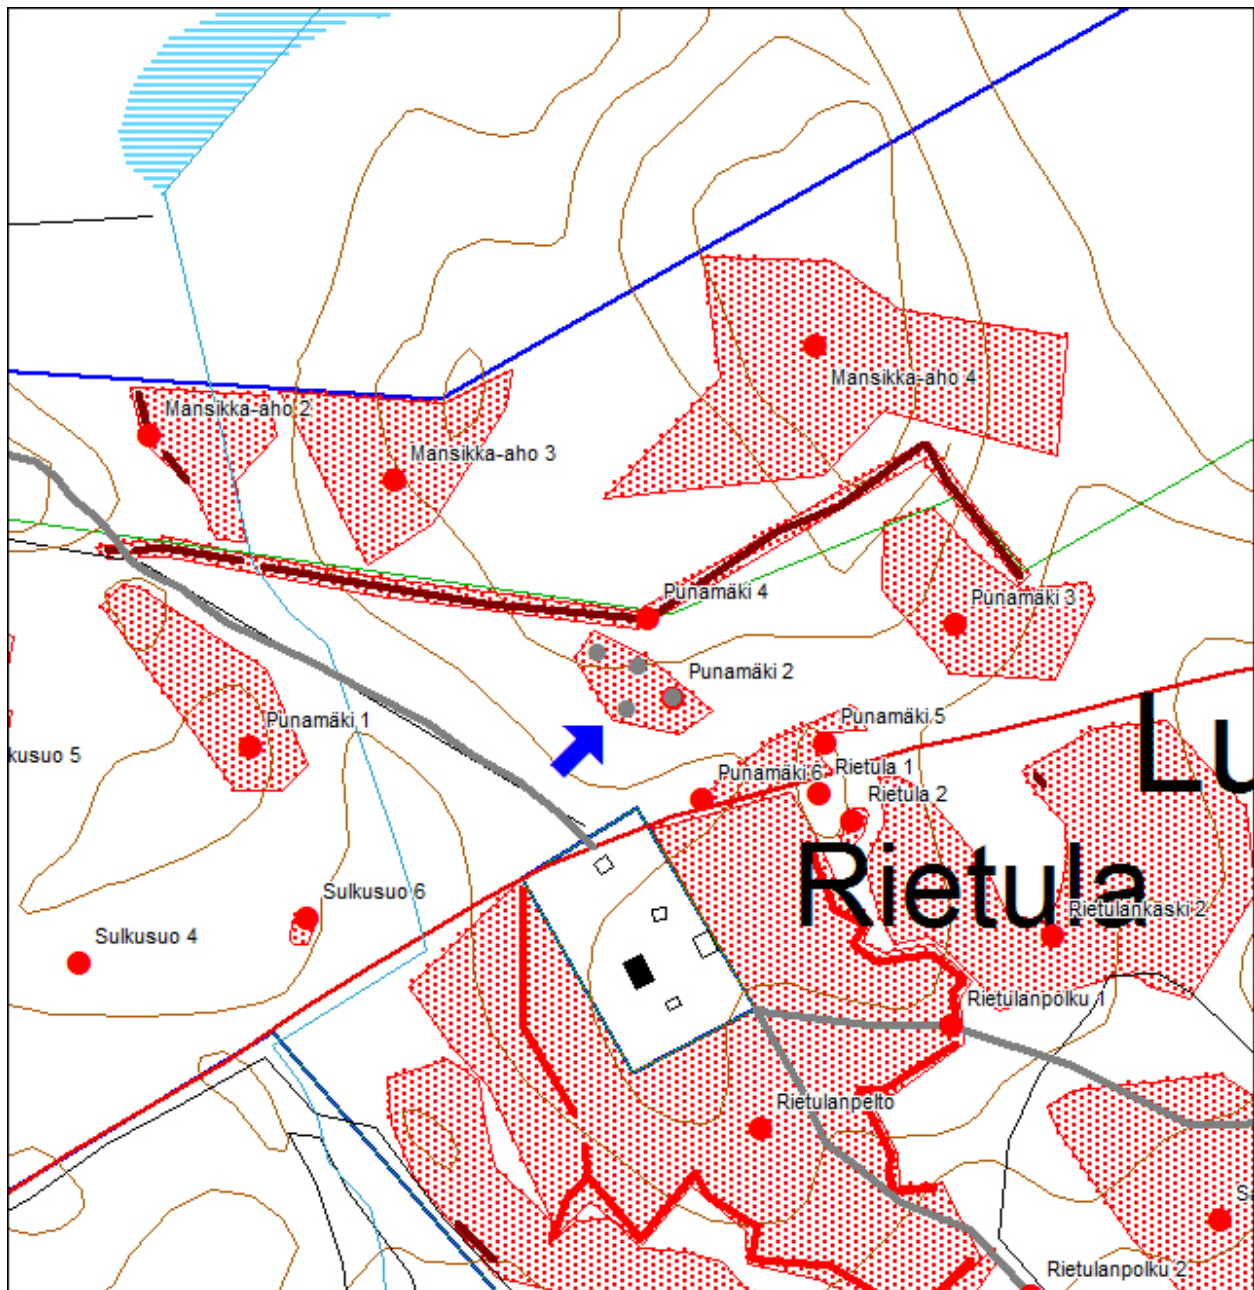 Mansikka-aho 4
Mansikka-aho 2
Mansikka-aho 3
Punamäki 4
Punamäki 3
Punamäki 2
Punamäki 1
Punamäki 5
kusuo 5
Punamäki 6
Rietula 1
Lu
Rietula 2
Rietula
Sulkusuo 6
Rietulankaski 2
Sulkusuo 4
Rietulanpolku 1
Rietulanpelto
S
Rietulanpolku 2